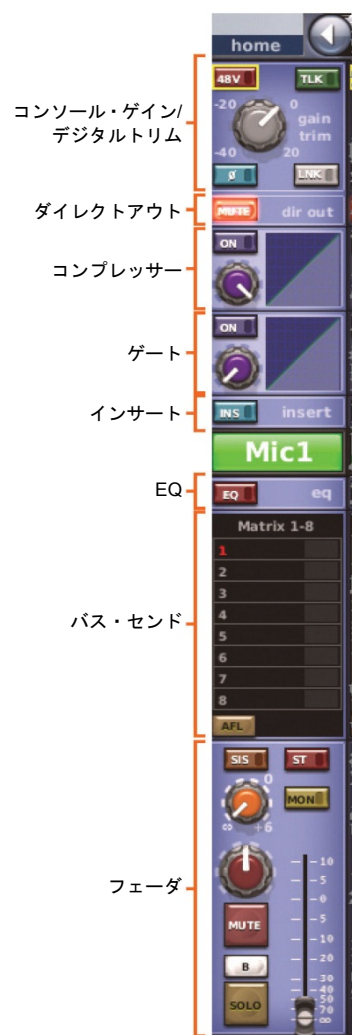 home
48V
TLK
コンソール・ゲイン/
デジタルトリム
-20
0
gain
trim
-40
20
Ø
LNK
ダイレクトアウト
MUTE
dir out
コンプレッサー
ON
ゲート
ON
インサート
INS
insert
Mic1
EQ
EQ
eq
Matrix 1-8
1
2
3
4
5
6
7
8
バス・センド
AFL
SIS
ST
0
MON
∞
+6
フェーダ
10
5
0
5
10
20
30
40
50
70
∞
MUTE
B
SOLO